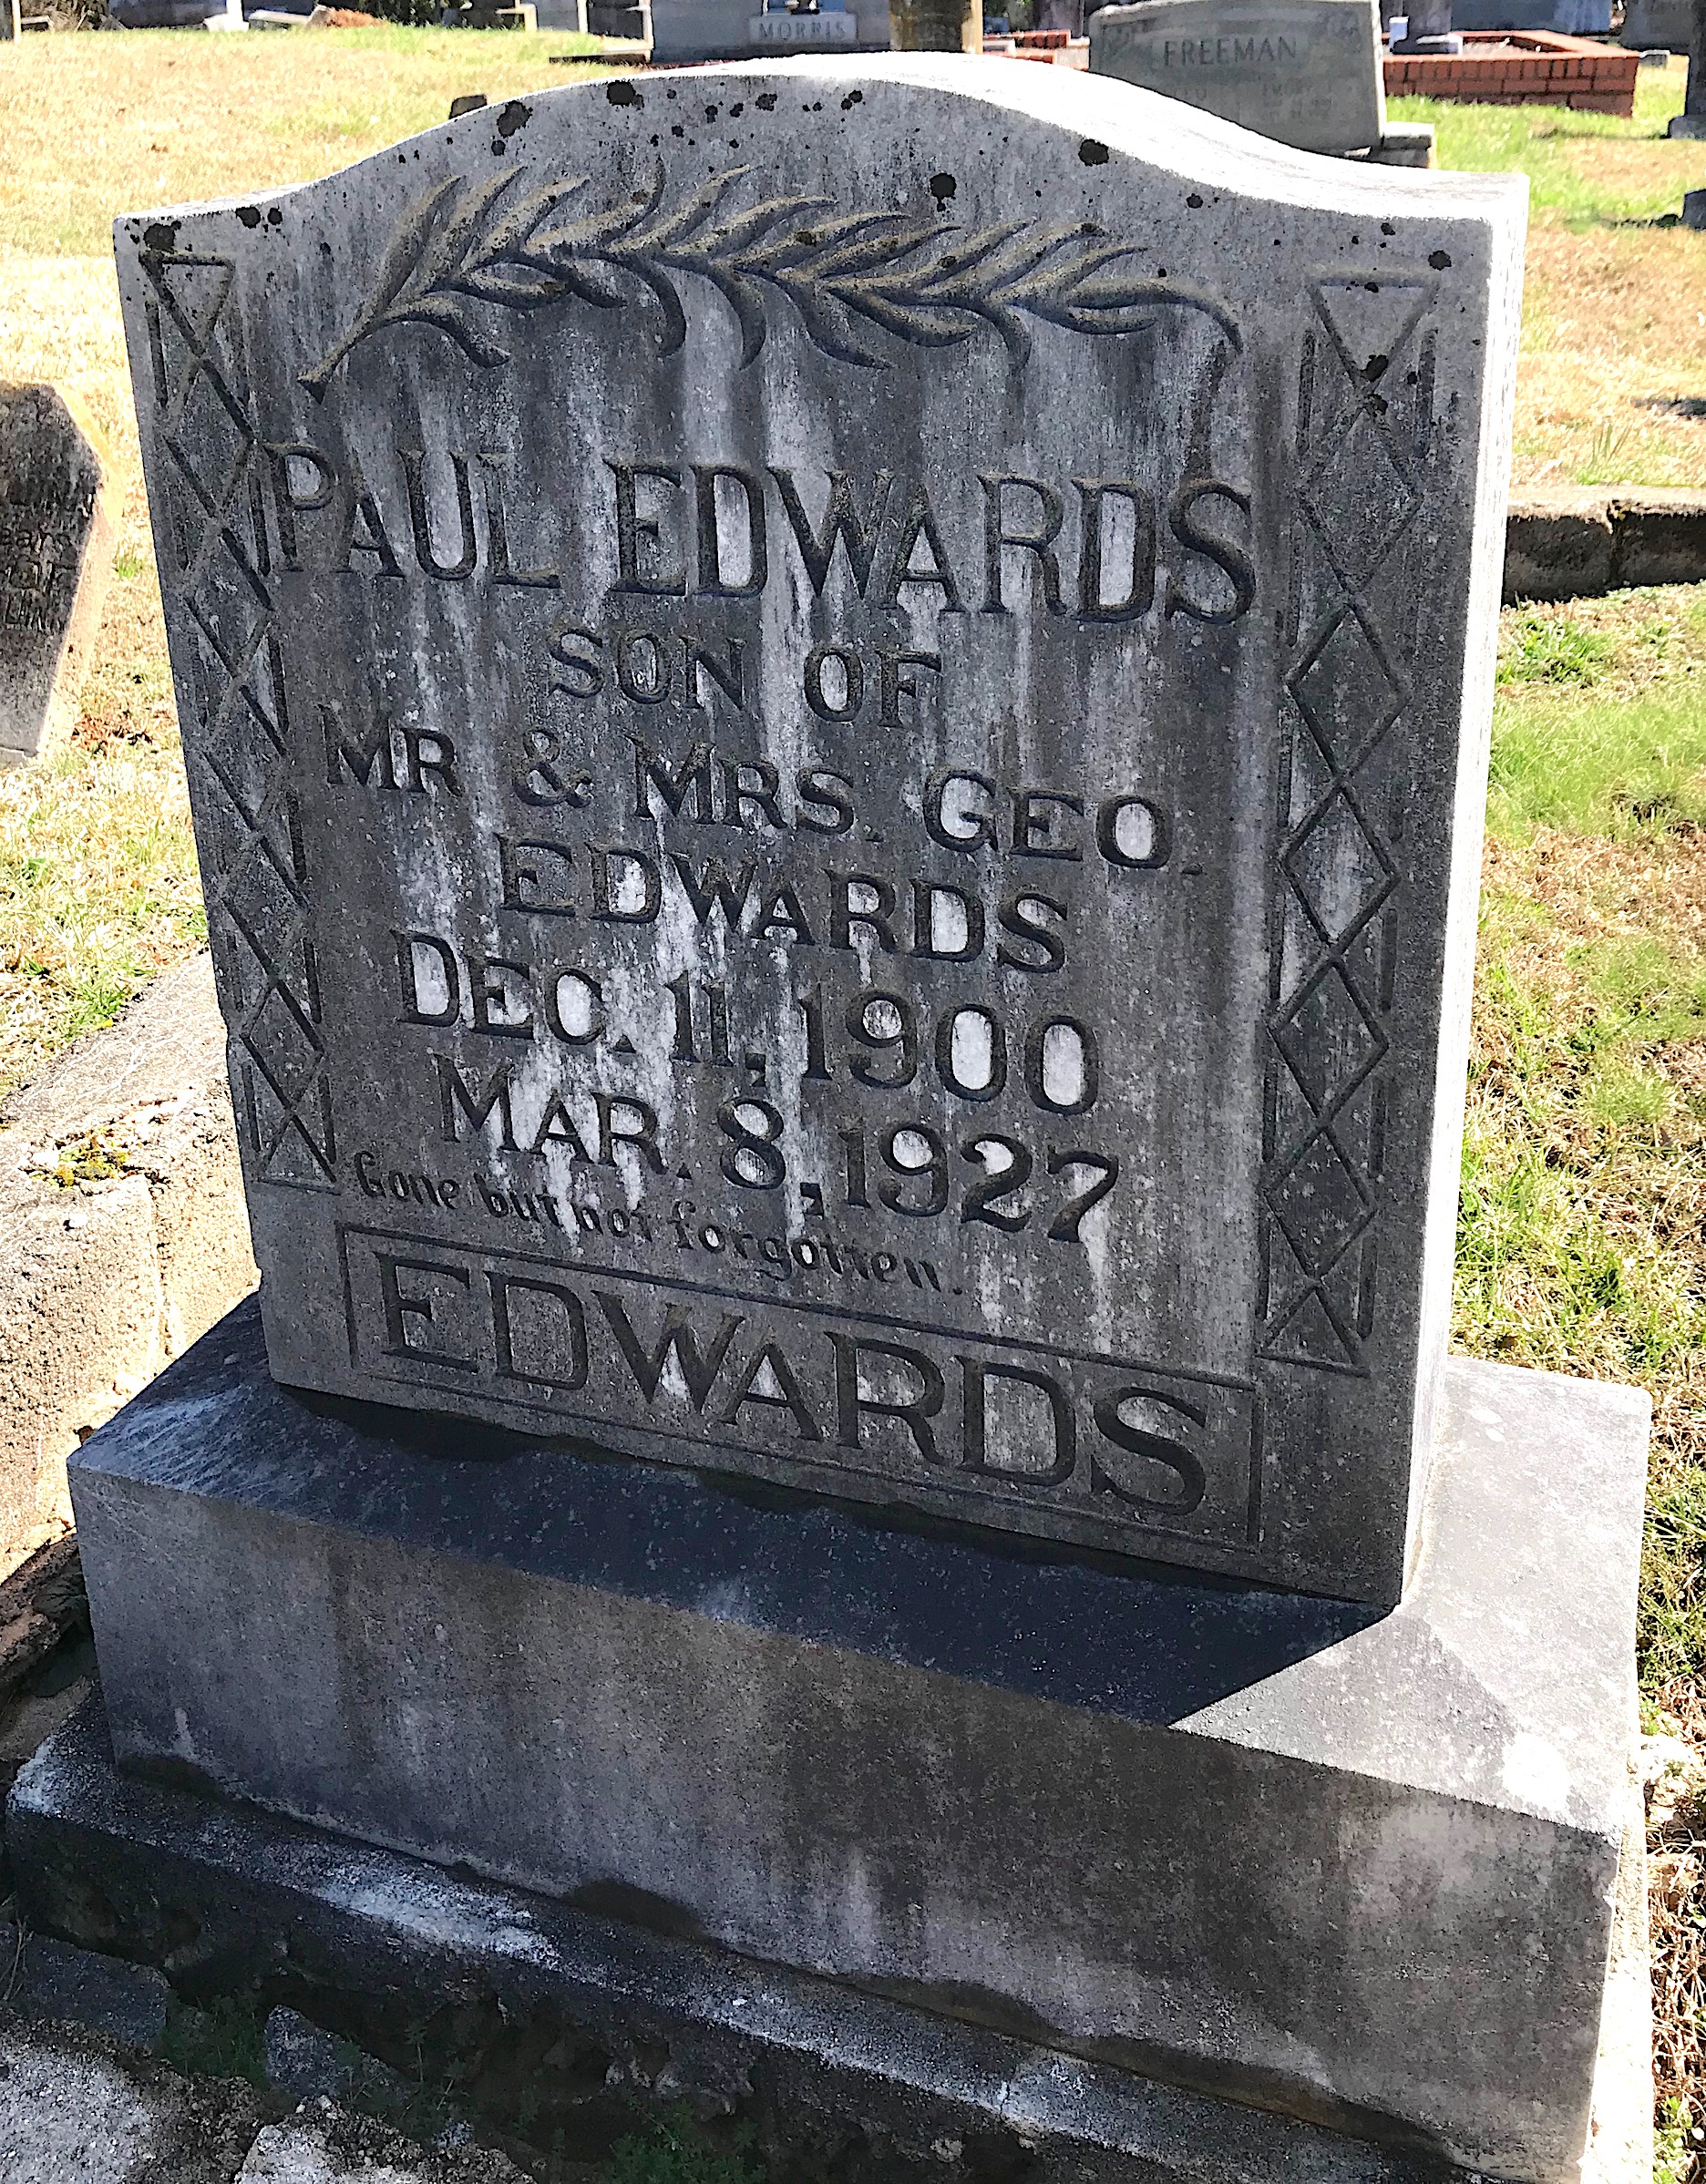 MORRIS
FREEMAN
PAUL EDWARDS
SON OF
MR & MRS. GEO.
EDWARDS
DEC. 11, 1900
MAR. 8, 1927
Gone but not forgotten.
EDWARDS